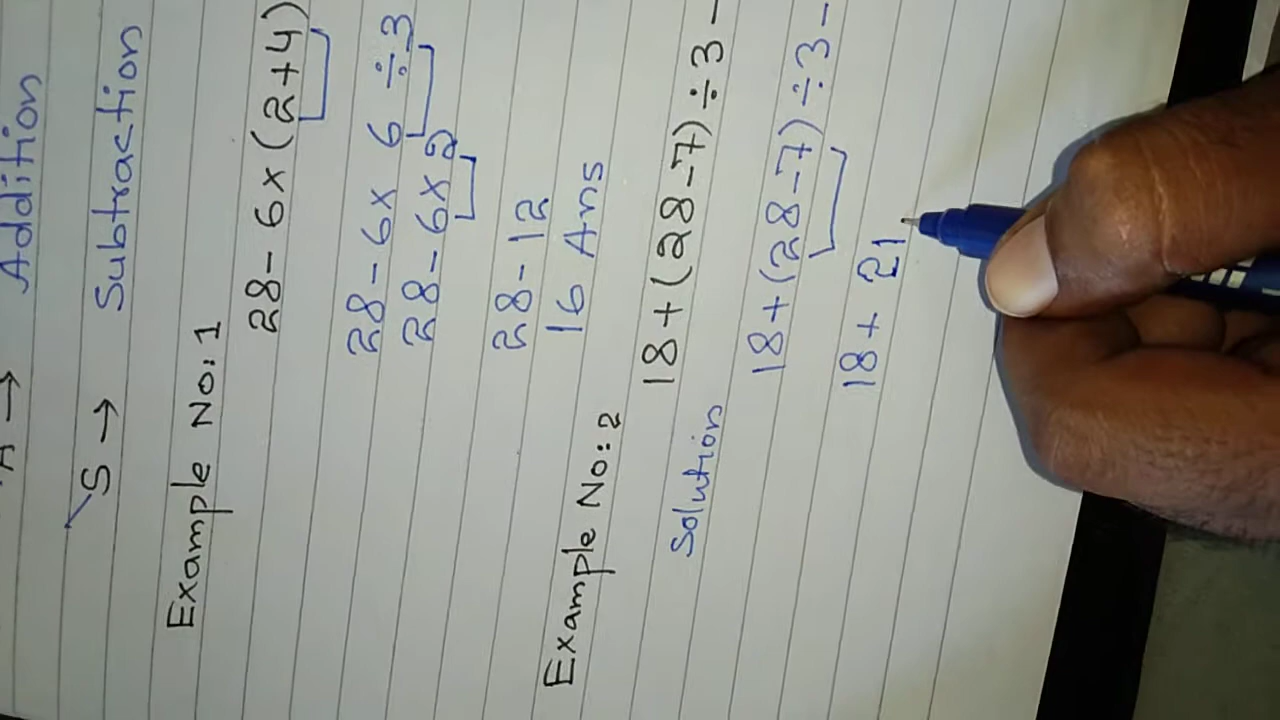 A → Addition
S → Subtraction
Example No:1
28-6×(2+4)
28-6× 6 ÷3
28-6×2
28-12
16 Ans
Example No:2 18+(28-7)÷3-
Solution
18+(28-7)÷3-
18+ 21